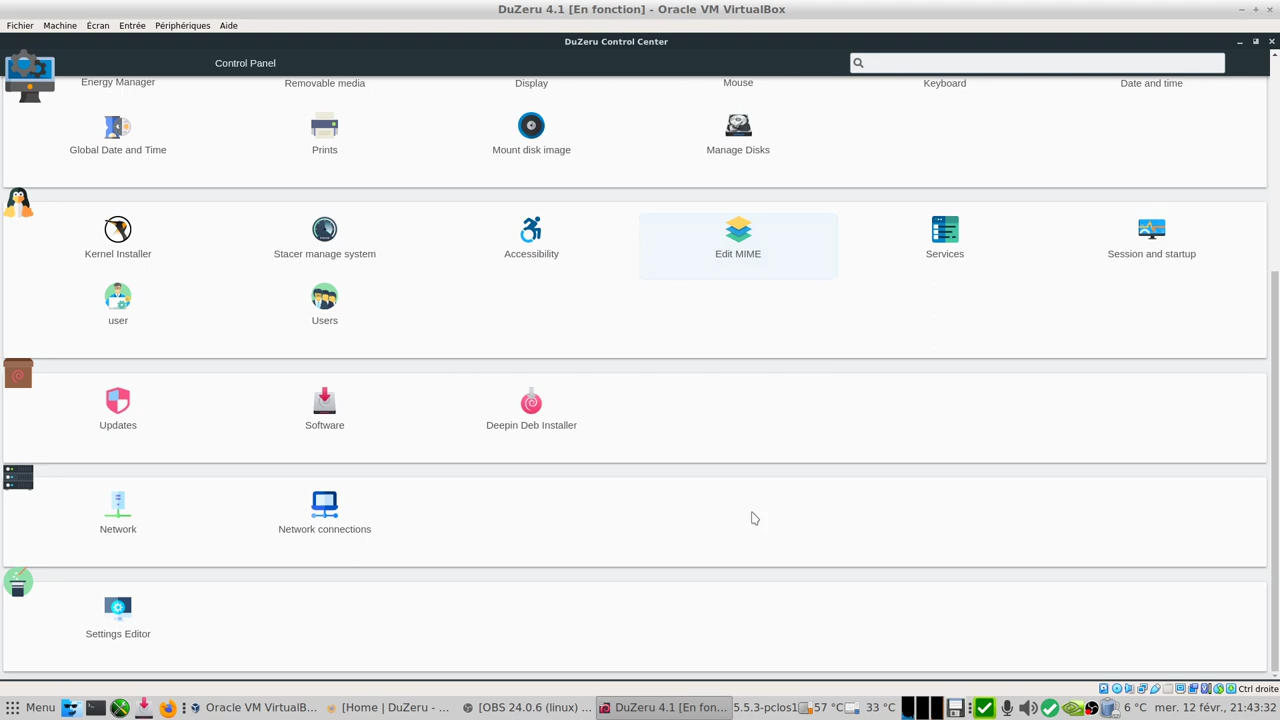 DuZeru 4.1 [En fonction] - Oracle VM VirtualBox
Fichier Machine Écran Entrée Périphériques Aide
DuZeru Control Center
Control Panel
Energy Manager Removable media Display Mouse Keyboard Date and time
Global Date and Time Prints Mount disk image Manage Disks
Kernel Installer Stacer manage system Accessibility Edit MIME Services Session and startup
user Users
Updates Software Deepin Deb Installer
Network Network connections
Settings Editor
Ctrl droite
Menu Oracle VM VirtualB... [Home | DuZeru - ... [OBS 24.0.6 (linux) ... DuZeru 4.1 [En fon... 5.5.3-pclos1 57 °C 33 °C 6 °C mer. 12 févr., 21:43:32